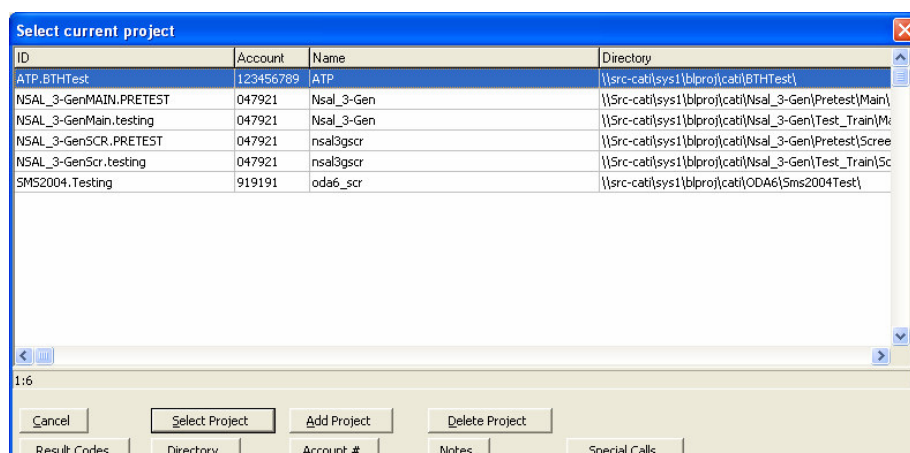 Select current project
ID Account Name Directory
ATP.BTHTest 123456789 ATP \\src-cati\sys1\blproj\cati\BTHTest\
NSAL_3-GenMAIN.PRETEST 047921 Nsal_3-Gen \\Src-cati\sys1\blproj\cati\Nsal_3-Gen\Pretest\Main\
NSAL_3-GenMain.testing 047921 Nsal_3-Gen \\Src-cati\sys1\blproj\cati\Nsal_3-Gen\Test_Train\Ma
NSAL_3-GenSCR.PRETEST 047921 nsal3gscr \\Src-cati\sys1\blproj\cati\Nsal_3-Gen\Pretest\Scree
NSAL_3-GenScr.testing 047921 nsal3gscr \\Src-cati\sys1\blproj\cati\Nsal_3-Gen\Test_Train\Sc
SMS2004.Testing 919191 oda6_scr \\src-cati\sys1\blproj\cati\ODA6\Sms2004Test\
1:6
Cancel Select Project Add Project Delete Project
Result Codes Directory Account # Notes Special Calls